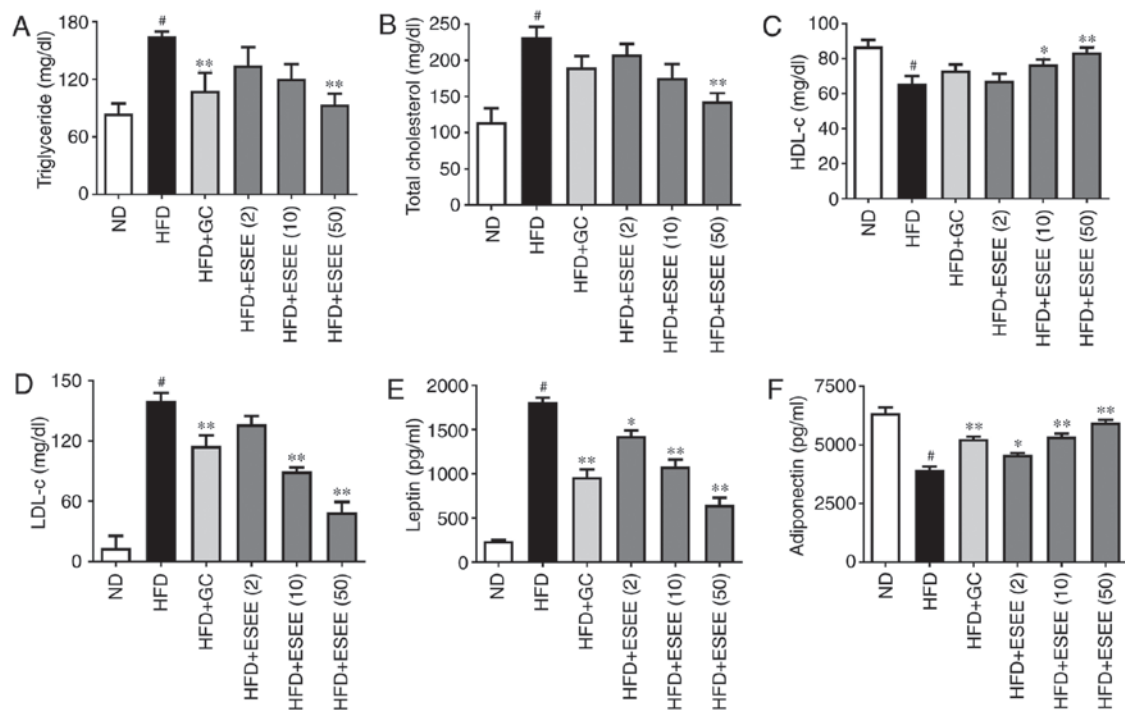 A
Triglyceride (mg/dl)
180
120
60
0
#
**
**
ND
HFD
HFD+GC
HFD+ESEE (2)
HFD+ESEE (10)
HFD+ESEE (50)
B
Total cholesterol (mg/dl)
250
200
150
100
50
0
#
**
ND
HFD
HFD+GC
HFD+ESEE (2)
HFD+ESEE (10)
HFD+ESEE (50)
C
HDL-c (mg/dl)
100
80
60
40
20
0
#
*
**
ND
HFD
HFD+GC
HFD+ESEE (2)
HFD+ESEE (10)
HFD+ESEE (50)
D
LDL-c (mg/dl)
150
120
60
0
#
**
**
**
ND
HFD
HFD+GC
HFD+ESEE (2)
HFD+ESEE (10)
HFD+ESEE (50)
E
Leptin (pg/ml)
2000
1500
1000
500
0
#
**
*
**
**
ND
HFD
HFD+GC
HFD+ESEE (2)
HFD+ESEE (10)
HFD+ESEE (50)
F
Adiponectin (pg/ml)
7500
5000
2500
0
#
**
*
**
**
ND
HFD
HFD+GC
HFD+ESEE (2)
HFD+ESEE (10)
HFD+ESEE (50)